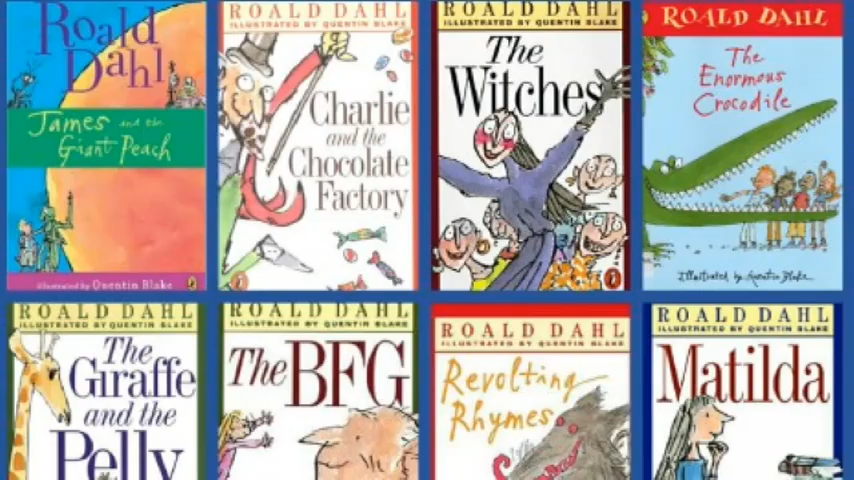 Roald
Dahl
James and the
Giant Peach
illustrated by Quentin Blake
ROALD DAHL
ILLUSTRATED BY QUENTIN BLAKE
Charlie
and the
Chocolate
Factory
ROALD DAHL
ILLUSTRATED BY QUENTIN BLAKE
The
Witches
ROALD DAHL
The
Enormous
Crocodile
Illustrated by Quentin Blake
ROALD DAHL
ILLUSTRATED BY QUENTIN BLAKE
The
Giraffe
and the
Pelly
ROALD DAHL
ILLUSTRATED BY QUENTIN BLAKE
The BFG
ROALD DAHL
ILLUSTRATED BY QUENTIN BLAKE
Revolting
Rhymes
ROALD DAHL
ILLUSTRATED BY QUENTIN BLAKE
Matilda